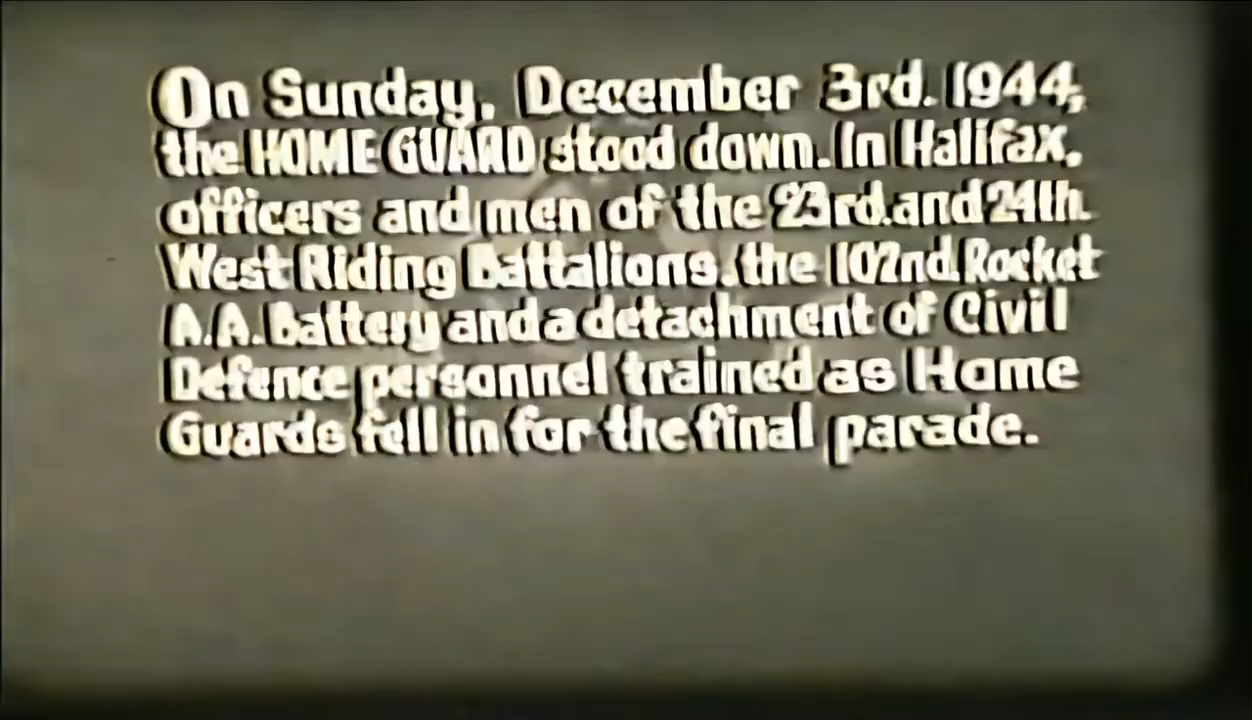 On Sunday, December 3rd. 1944,
the HOME GUARD stood down. In Halifax,
officers and men of the 23rd. and 24th.
West Riding Battalions, the 102nd. Rocket
A.A. Battery and a detachment of Civil
Defence personnel trained as Home
Guards fell in for the final parade.